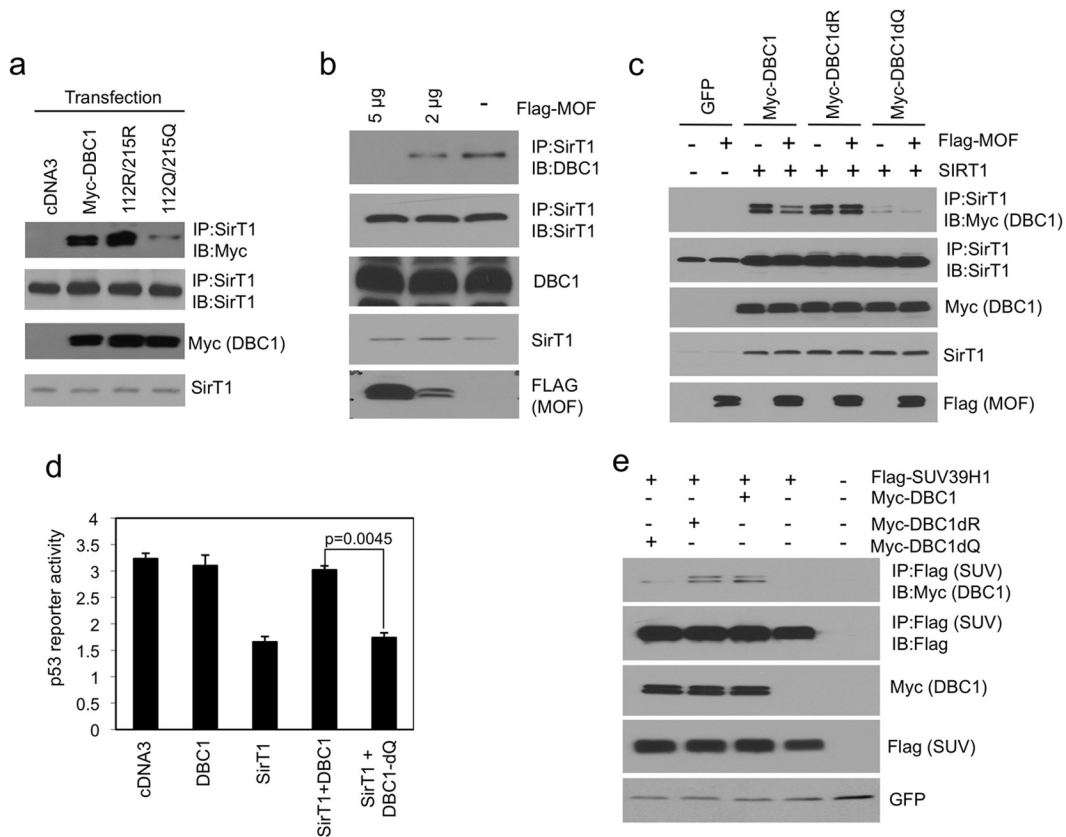 a
Transfection
cDNA3
Myc-DBC1
112R/215R
112Q/215Q
IP:SirT1
IB:Myc
IP:SirT1
IB:SirT1
Myc (DBC1)
SirT1
b
5 µg
2 µg
-
Flag-MOF
IP:SirT1
IB:DBC1
IP:SirT1
IB:SirT1
DBC1
SirT1
FLAG
(MOF)
c
GFP
Myc-DBC1
Myc-DBC1dR
Myc-DBC1dQ
- + - + - + - + Flag-MOF
- - + + + + + + SIRT1
IP:SirT1
IB:Myc (DBC1)
IP:SirT1
IB:SirT1
Myc (DBC1)
SirT1
Flag (MOF)
d
p53 reporter activity
4
3.5
3
2.5
2
1.5
1
0.5
0
p=0.0045
cDNA3
DBC1
SirT1
SirT1+DBC1
SirT1 +
DBC1-dQ
e
+ + + + - Flag-SUV39H1
- - + - - Myc-DBC1
- + - - - Myc-DBC1dR
+ - - - - Myc-DBC1dQ
IP:Flag (SUV)
IB:Myc (DBC1)
IP:Flag (SUV)
IB:Flag
Myc (DBC1)
Flag (SUV)
GFP